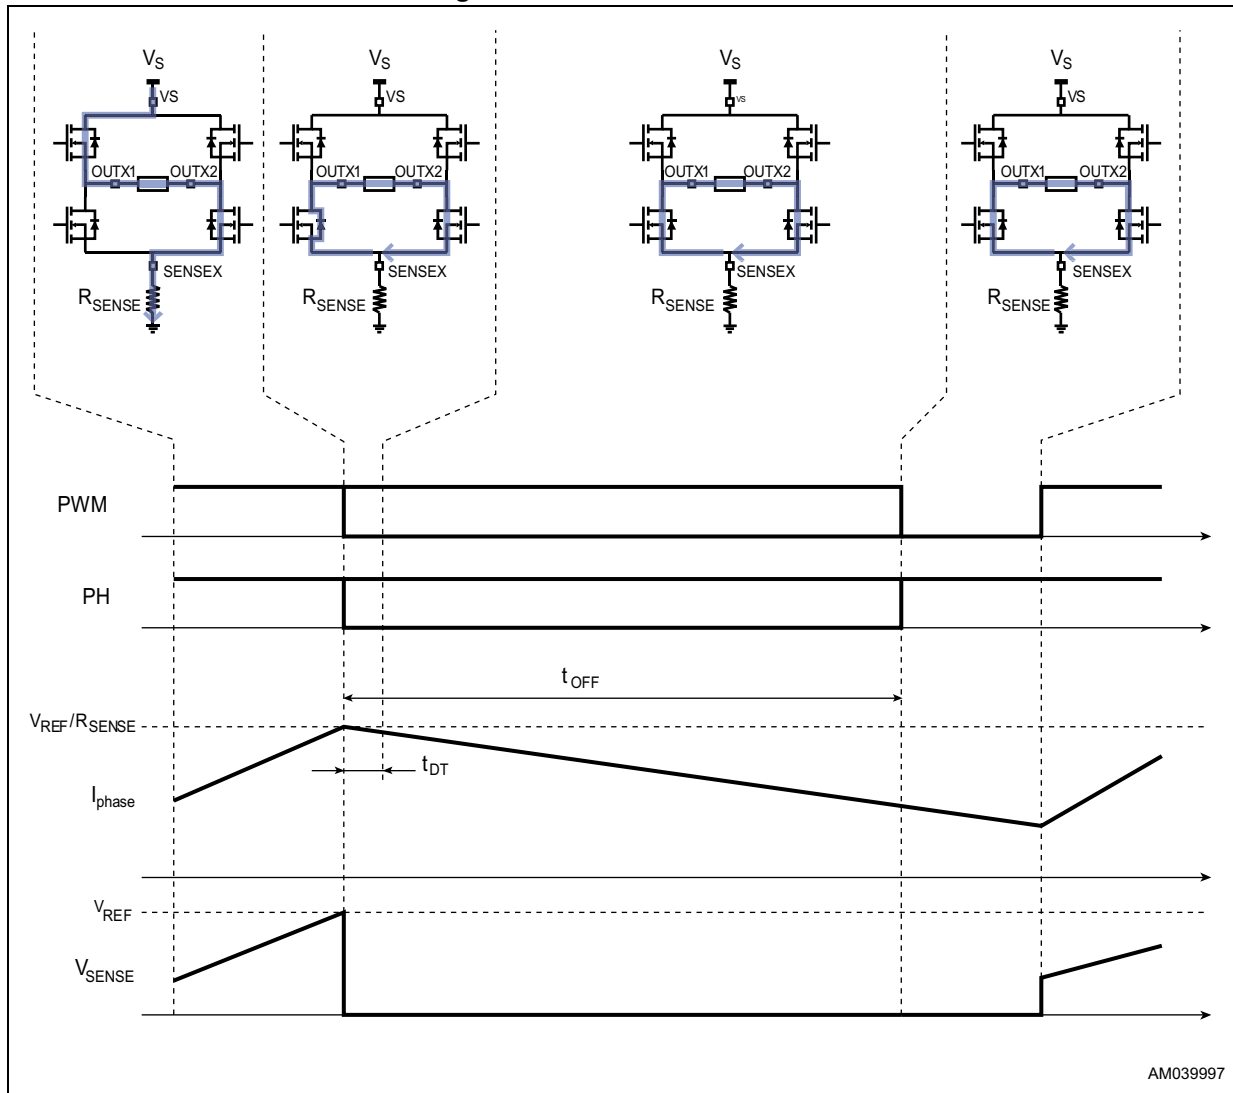 VS VS VS VS
VS VS VS VS
OUTX1 OUTX2 OUTX1 OUTX2 OUTX1 OUTX2 OUTX1 OUTX2
SENSEX SENSEX SENSEX SENSEX
RSENSE RSENSE RSENSE RSENSE
PWM
PH
tOFF
VREF/RSENSE
tDT
Iphase
VREF
VSENSE
AM039997